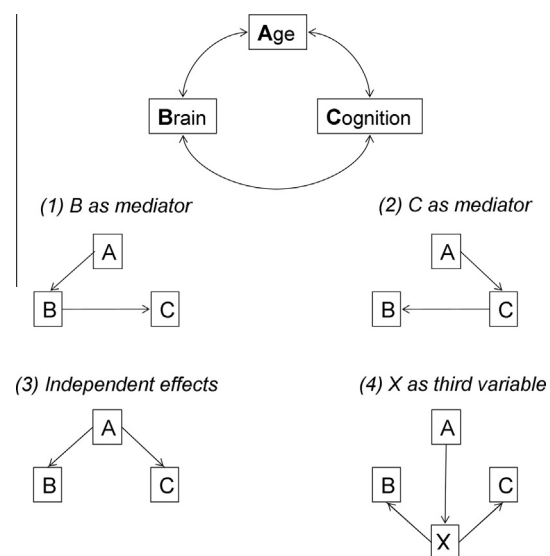 Age
Brain
Cognition
(1) B as mediator
(2) C as mediator
A
A
B
C
B
C
(3) Independent effects
(4) X as third variable
A
A
B
C
B
C
X